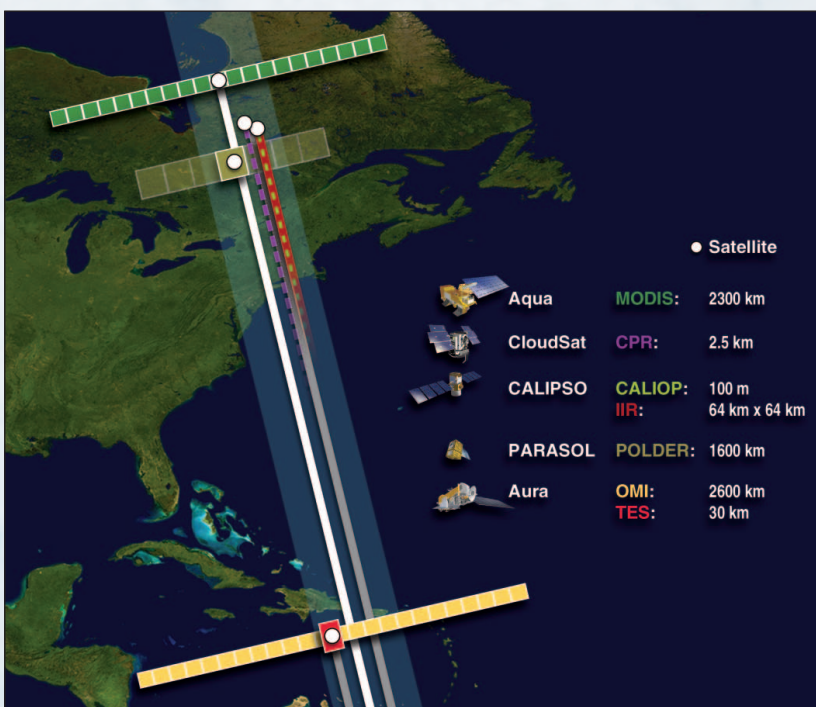 Satellite
Aqua MODIS: 2300 km
CloudSat CPR: 2.5 km
CALIPSO CALIOP: 100 m
IIR: 64 km x 64 km
PARASOL POLDER: 1600 km
Aura OMI: 2600 km
TES: 30 km